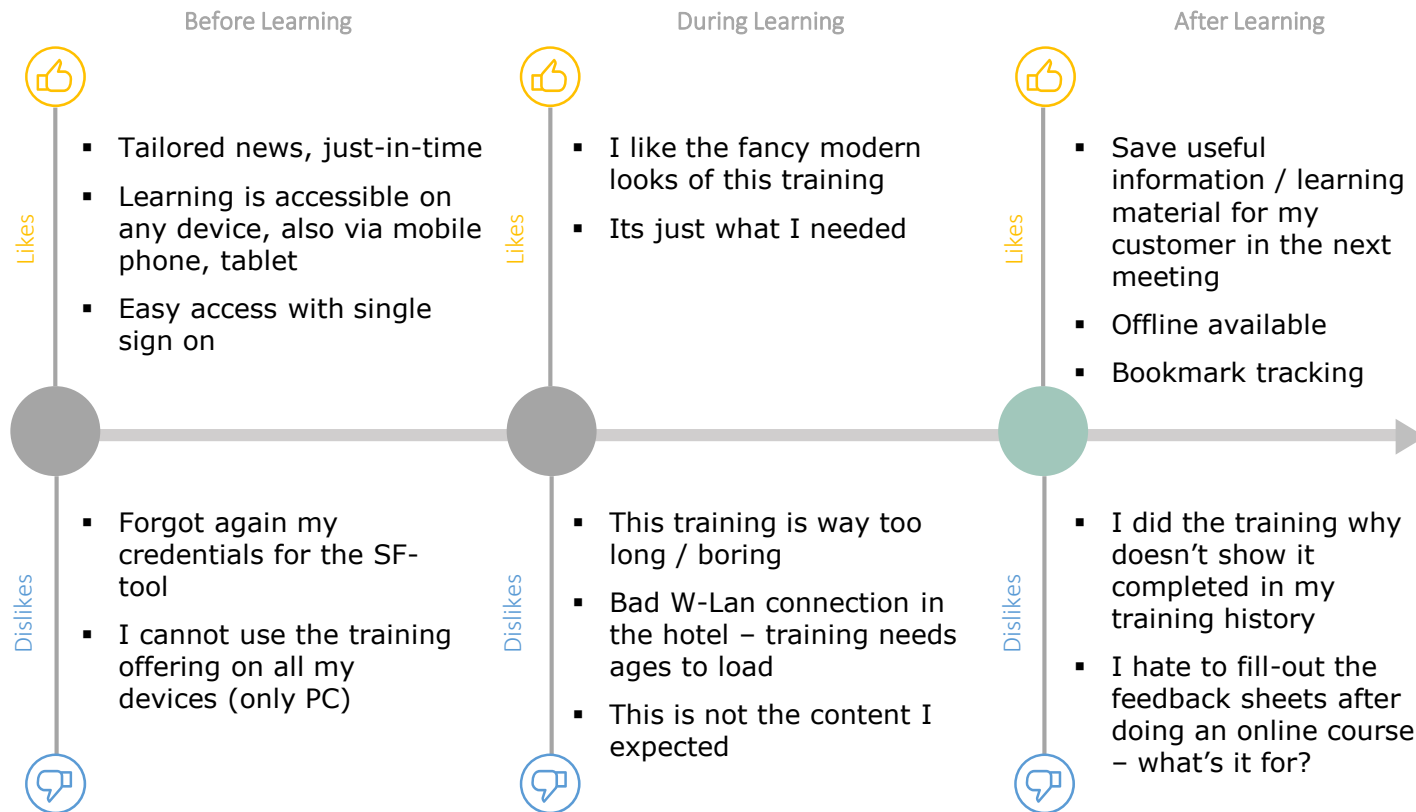 Before Learning
During Learning
After Learning
Likes
▪ Tailored news, just-in-time
▪ Learning is accessible on
any device, also via mobile
phone, tablet
▪ Easy access with single
sign on
Likes
▪ I like the fancy modern
looks of this training
▪ Its just what I needed
Likes
▪ Save useful
information / learning
material for my
customer in the next
meeting
▪ Offline available
▪ Bookmark tracking
Dislikes
▪ Forgot again my
credentials for the SF-
tool
▪ I cannot use the training
offering on all my
devices (only PC)
Dislikes
▪ This training is way too
long / boring
▪ Bad W-Lan connection in
the hotel – training needs
ages to load
▪ This is not the content I
expected
Dislikes
▪ I did the training why
doesn’t show it
completed in my
training history
▪ I hate to fill-out the
feedback sheets after
doing an online course
– what’s it for?